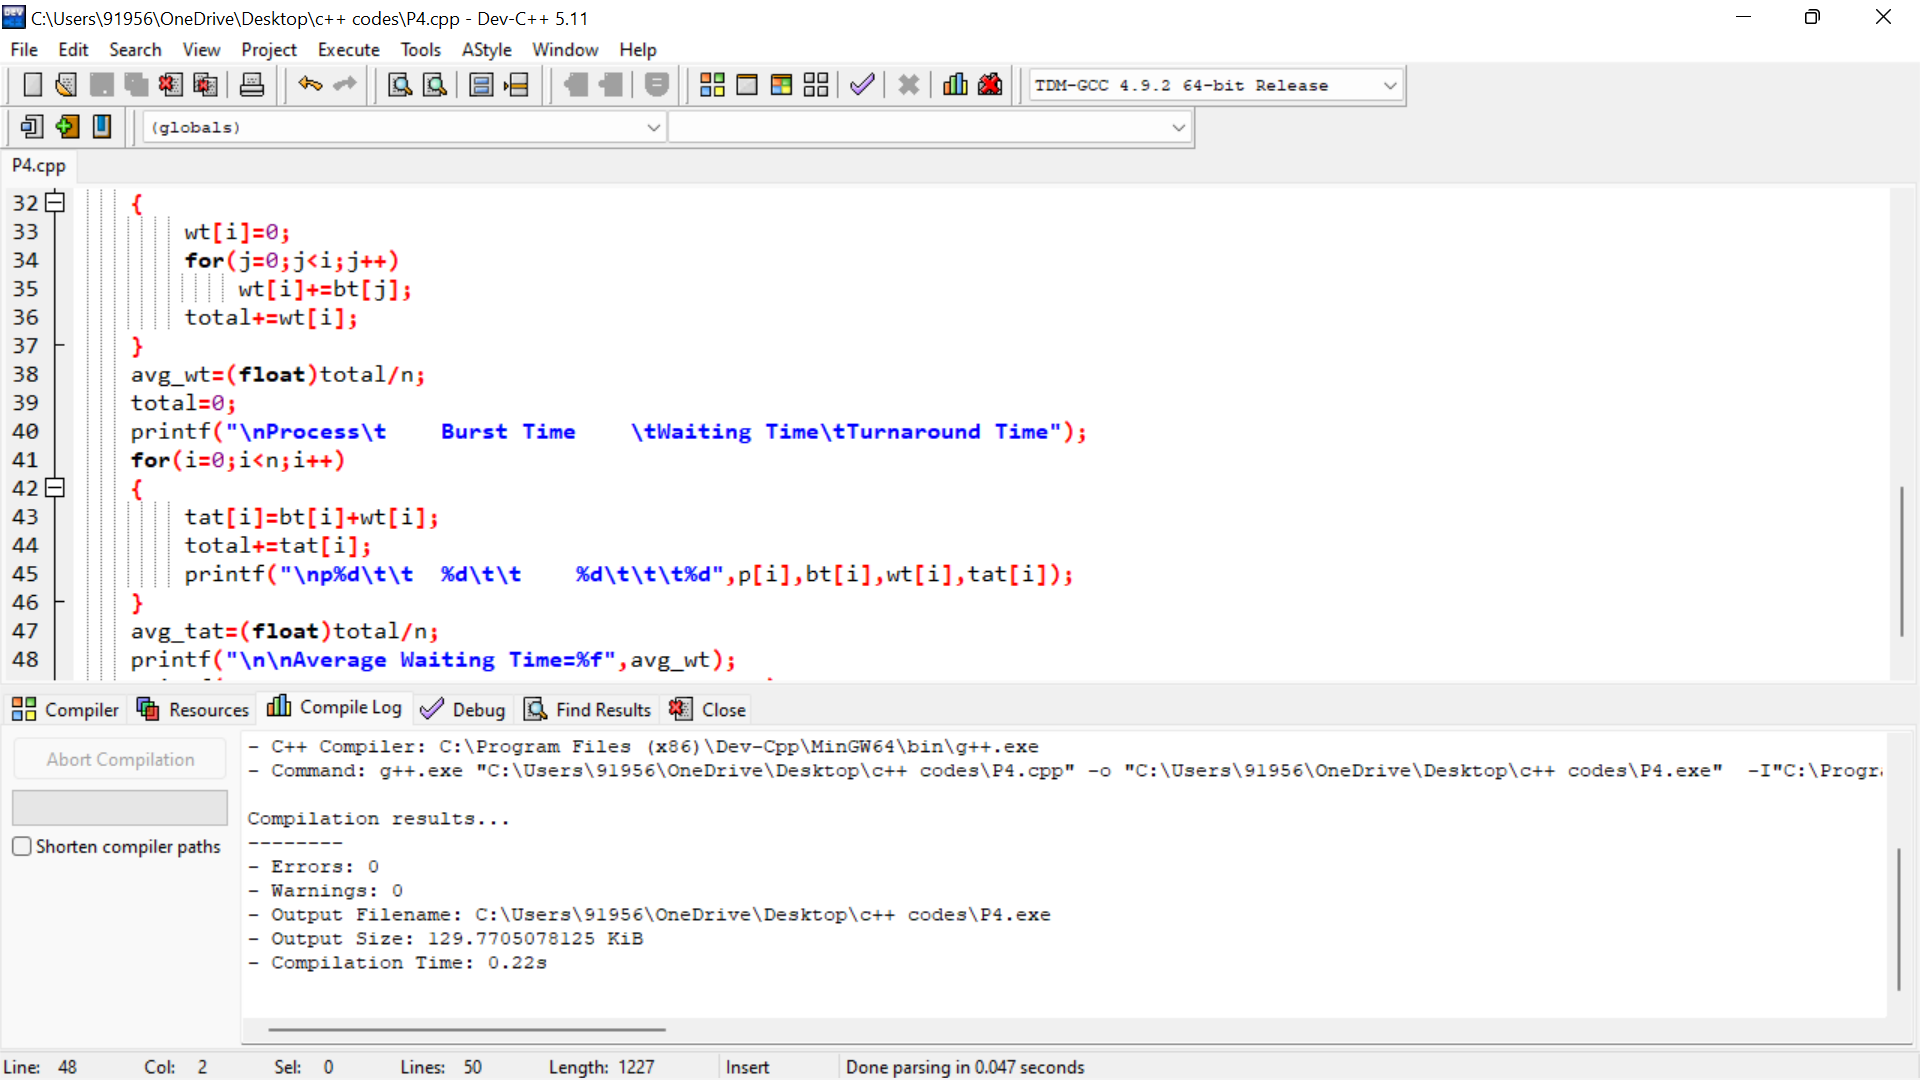 C:\Users\91956\OneDrive\Desktop\c++ codes\P4.cpp - Dev-C++ 5.11
File Edit Search View Project Execute Tools AStyle Window Help
TDM-GCC 4.9.2 64-bit Release
(globals)
P4.cpp
32 {
33 wt[i]=0;
34 for(j=0;j<i;j++)
35 wt[i]+=bt[j];
36 total+=wt[i];
37 }
38 avg_wt=(float)total/n;
39 total=0;
40 printf("\nProcess\t    Burst Time    \tWaiting Time\tTurnaround Time");
41 for(i=0;i<n;i++)
42 {
43 tat[i]=bt[i]+wt[i];
44 total+=tat[i];
45 printf("\np%d\t\t  %d\t\t    %d\t\t\t%d",p[i],bt[i],wt[i],tat[i]);
46 }
47 avg_tat=(float)total/n;
48 printf("\n\nAverage Waiting Time=%f",avg_wt);
Compiler Resources Compile Log Debug Find Results Close
Abort Compilation
Shorten compiler paths
- C++ Compiler: C:\Program Files (x86)\Dev-Cpp\MinGW64\bin\g++.exe
- Command: g++.exe "C:\Users\91956\OneDrive\Desktop\c++ codes\P4.cpp" -o "C:\Users\91956\OneDrive\Desktop\c++ codes\P4.exe"  -I"C:\Progr
Compilation results...
--------
- Errors: 0
- Warnings: 0
- Output Filename: C:\Users\91956\OneDrive\Desktop\c++ codes\P4.exe
- Output Size: 129.7705078125 KiB
- Compilation Time: 0.22s
Line: 48 Col: 2 Sel: 0 Lines: 50 Length: 1227 Insert Done parsing in 0.047 seconds